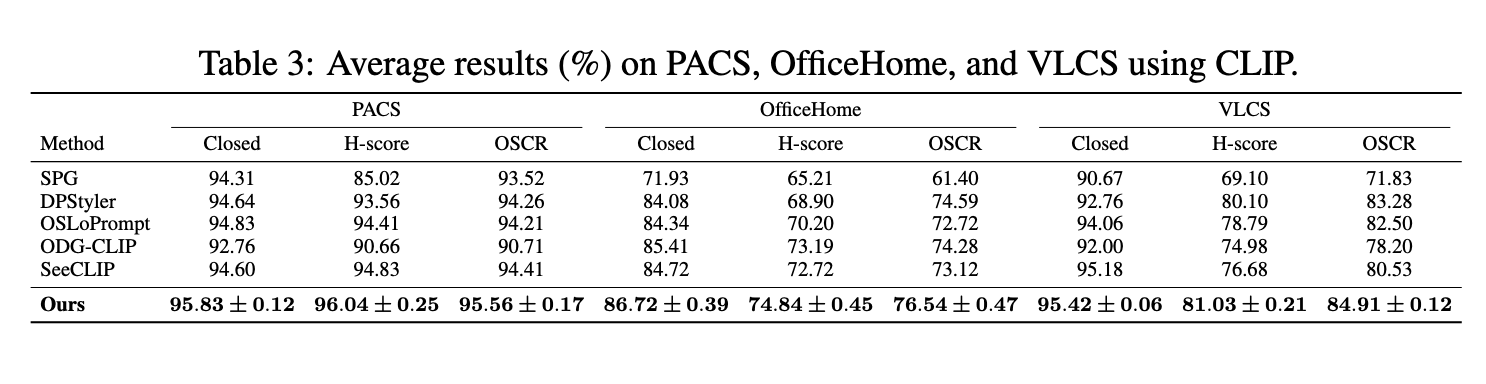 Table 3: Average results (%) on PACS, OfficeHome, and VLCS using CLIP.
PACS OfficeHome VLCS
Method Closed H-score OSCR Closed H-score OSCR Closed H-score OSCR
SPG 94.31 85.02 93.52 71.93 65.21 61.40 90.67 69.10 71.83
DPStyler 94.64 93.56 94.26 84.08 68.90 74.59 92.76 80.10 83.28
OSLoPrompt 94.83 94.41 94.21 84.34 70.20 72.72 94.06 78.79 82.50
ODG-CLIP 92.76 90.66 90.71 85.41 73.19 74.28 92.00 74.98 78.20
SeeCLIP 94.60 94.83 94.41 84.72 72.72 73.12 95.18 76.68 80.53
Ours 95.83 ± 0.12 96.04 ± 0.25 95.56 ± 0.17 86.72 ± 0.39 74.84 ± 0.45 76.54 ± 0.47 95.42 ± 0.06 81.03 ± 0.21 84.91 ± 0.12